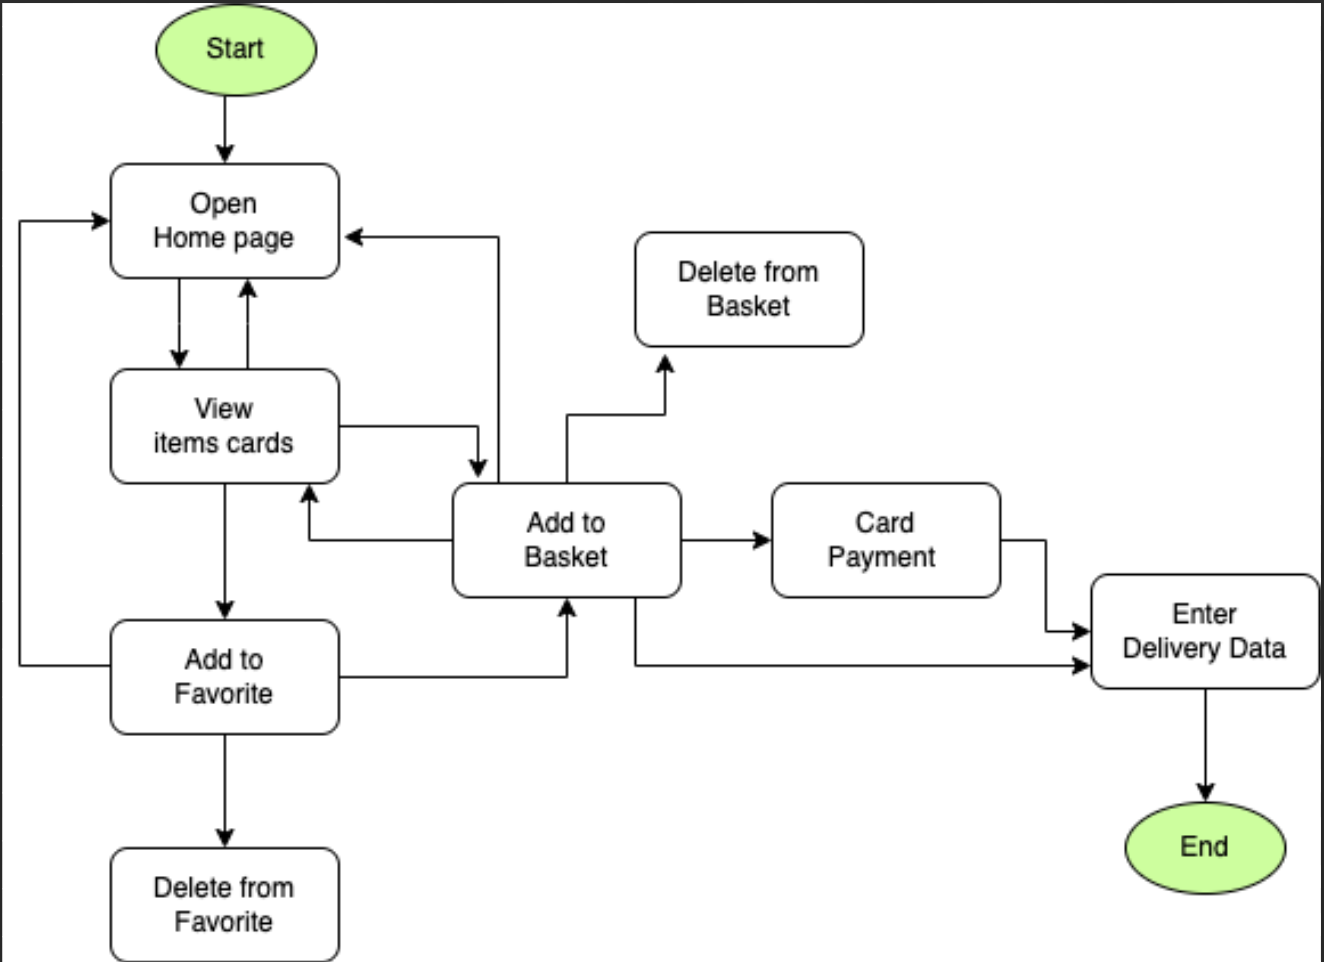 Start
Open
Home page
Delete from
Basket
View
items cards
Add to
Basket
Card
Payment
Enter
Delivery Data
Add to
Favorite
End
Delete from
Favorite